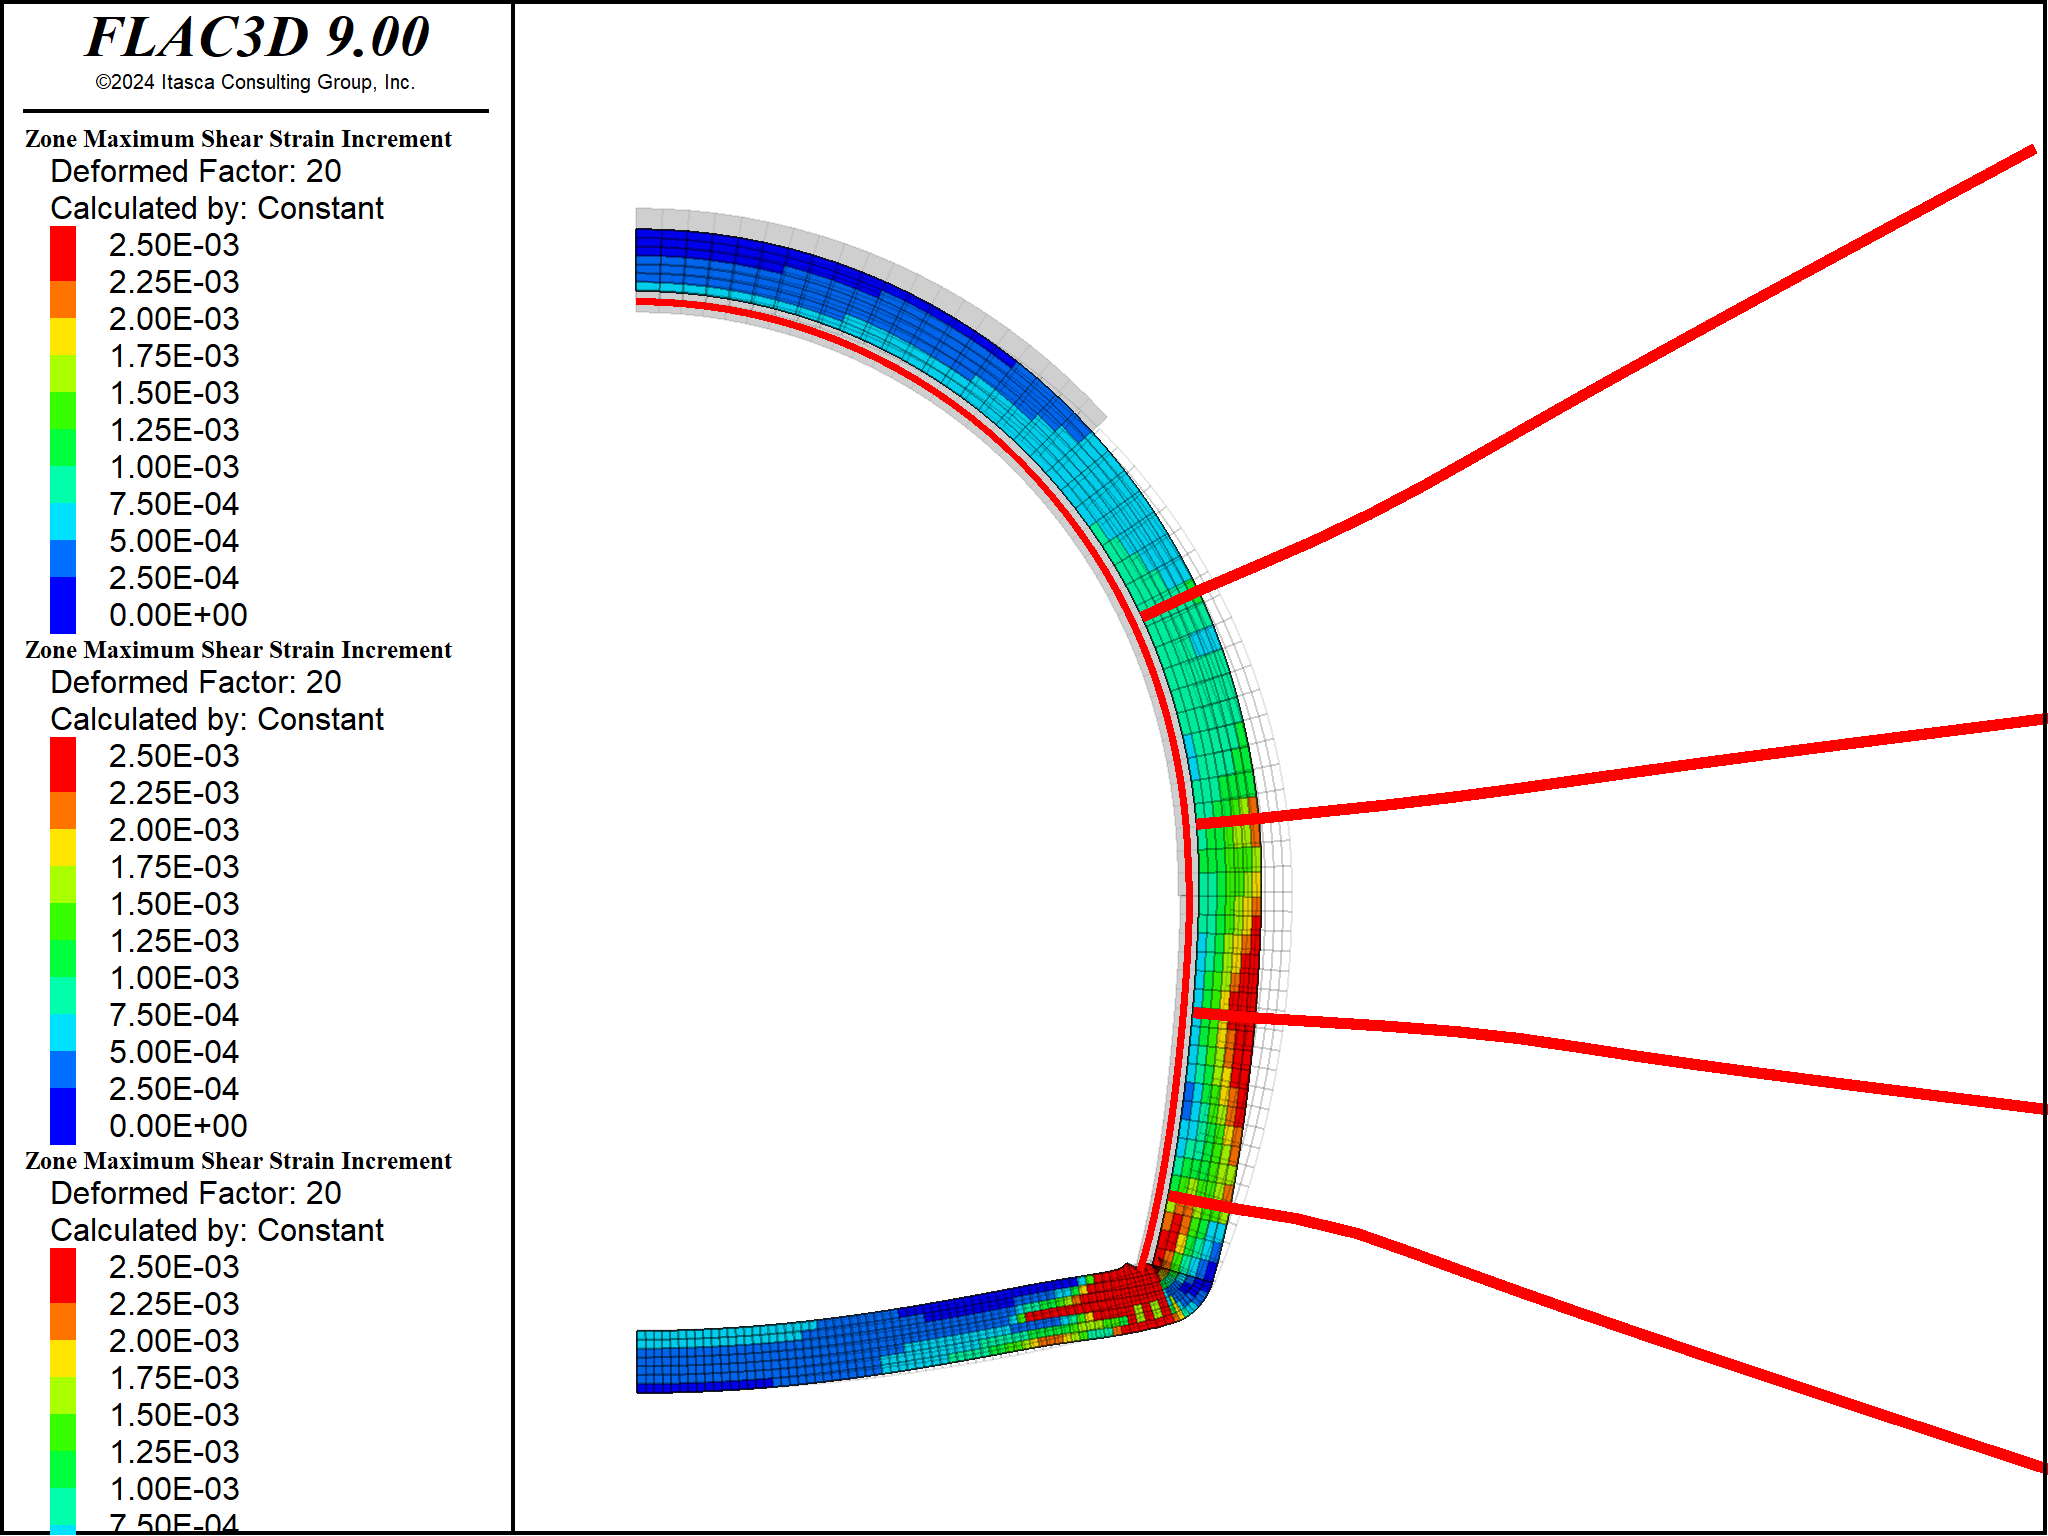 FLAC3D 9.00
©2024 Itasca Consulting Group, Inc.
Zone Maximum Shear Strain Increment
Deformed Factor: 20
Calculated by: Constant
2.50E-03
2.25E-03
2.00E-03
1.75E-03
1.50E-03
1.25E-03
1.00E-03
7.50E-04
5.00E-04
2.50E-04
0.00E+00
Zone Maximum Shear Strain Increment
Deformed Factor: 20
Calculated by: Constant
2.50E-03
2.25E-03
2.00E-03
1.75E-03
1.50E-03
1.25E-03
1.00E-03
7.50E-04
5.00E-04
2.50E-04
0.00E+00
Zone Maximum Shear Strain Increment
Deformed Factor: 20
Calculated by: Constant
2.50E-03
2.25E-03
2.00E-03
1.75E-03
1.50E-03
1.25E-03
1.00E-03
7.50E-04